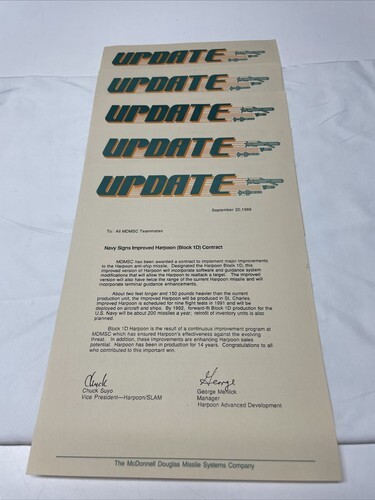 UPDATE
UPDATE
UPDATE
UPDATE
UPDATE
September 20, 1989
To: All MDMSC Teammates
Navy Signs Improved Harpoon (Block 1D) Contract
MDMSC has been awarded a contract to implement major improvements
to the Harpoon anti-ship missile. Designated the Harpoon Block 1D, this
improved version of Harpoon will incorporate software and guidance system
modifications that will allow the Harpoon to reattack a target. The improved
version will also have twice the range of the current Harpoon missile and will
incorporate terminal guidance enhancements.
About two feet longer and 150 pounds heavier than the current
production unit, the Improved Harpoon will be produced in St. Charles.
Improved Harpoon is scheduled for flight tests in 1991 and will be
deployed on aircraft and ships. By 1992, forward-fit Block 1D production for the
U.S. Navy will be about 200 missiles a year; retrofit of inventory units is also
planned.
Block 1D Harpoon is the result of a continuous improvement program at
MDMSC which has ensured Harpoon's effectiveness against the evolving
threat. In addition, these improvements are enhancing Harpoon sales
potential. Harpoon has been in production for 14 years. Congratulations to all
who contributed to this important win.
Chuck George
Chuck Suyo George Merrick
Vice President—Harpoon/SLAM Manager
Harpoon Advanced Development
The McDonnell Douglas Missile Systems Company